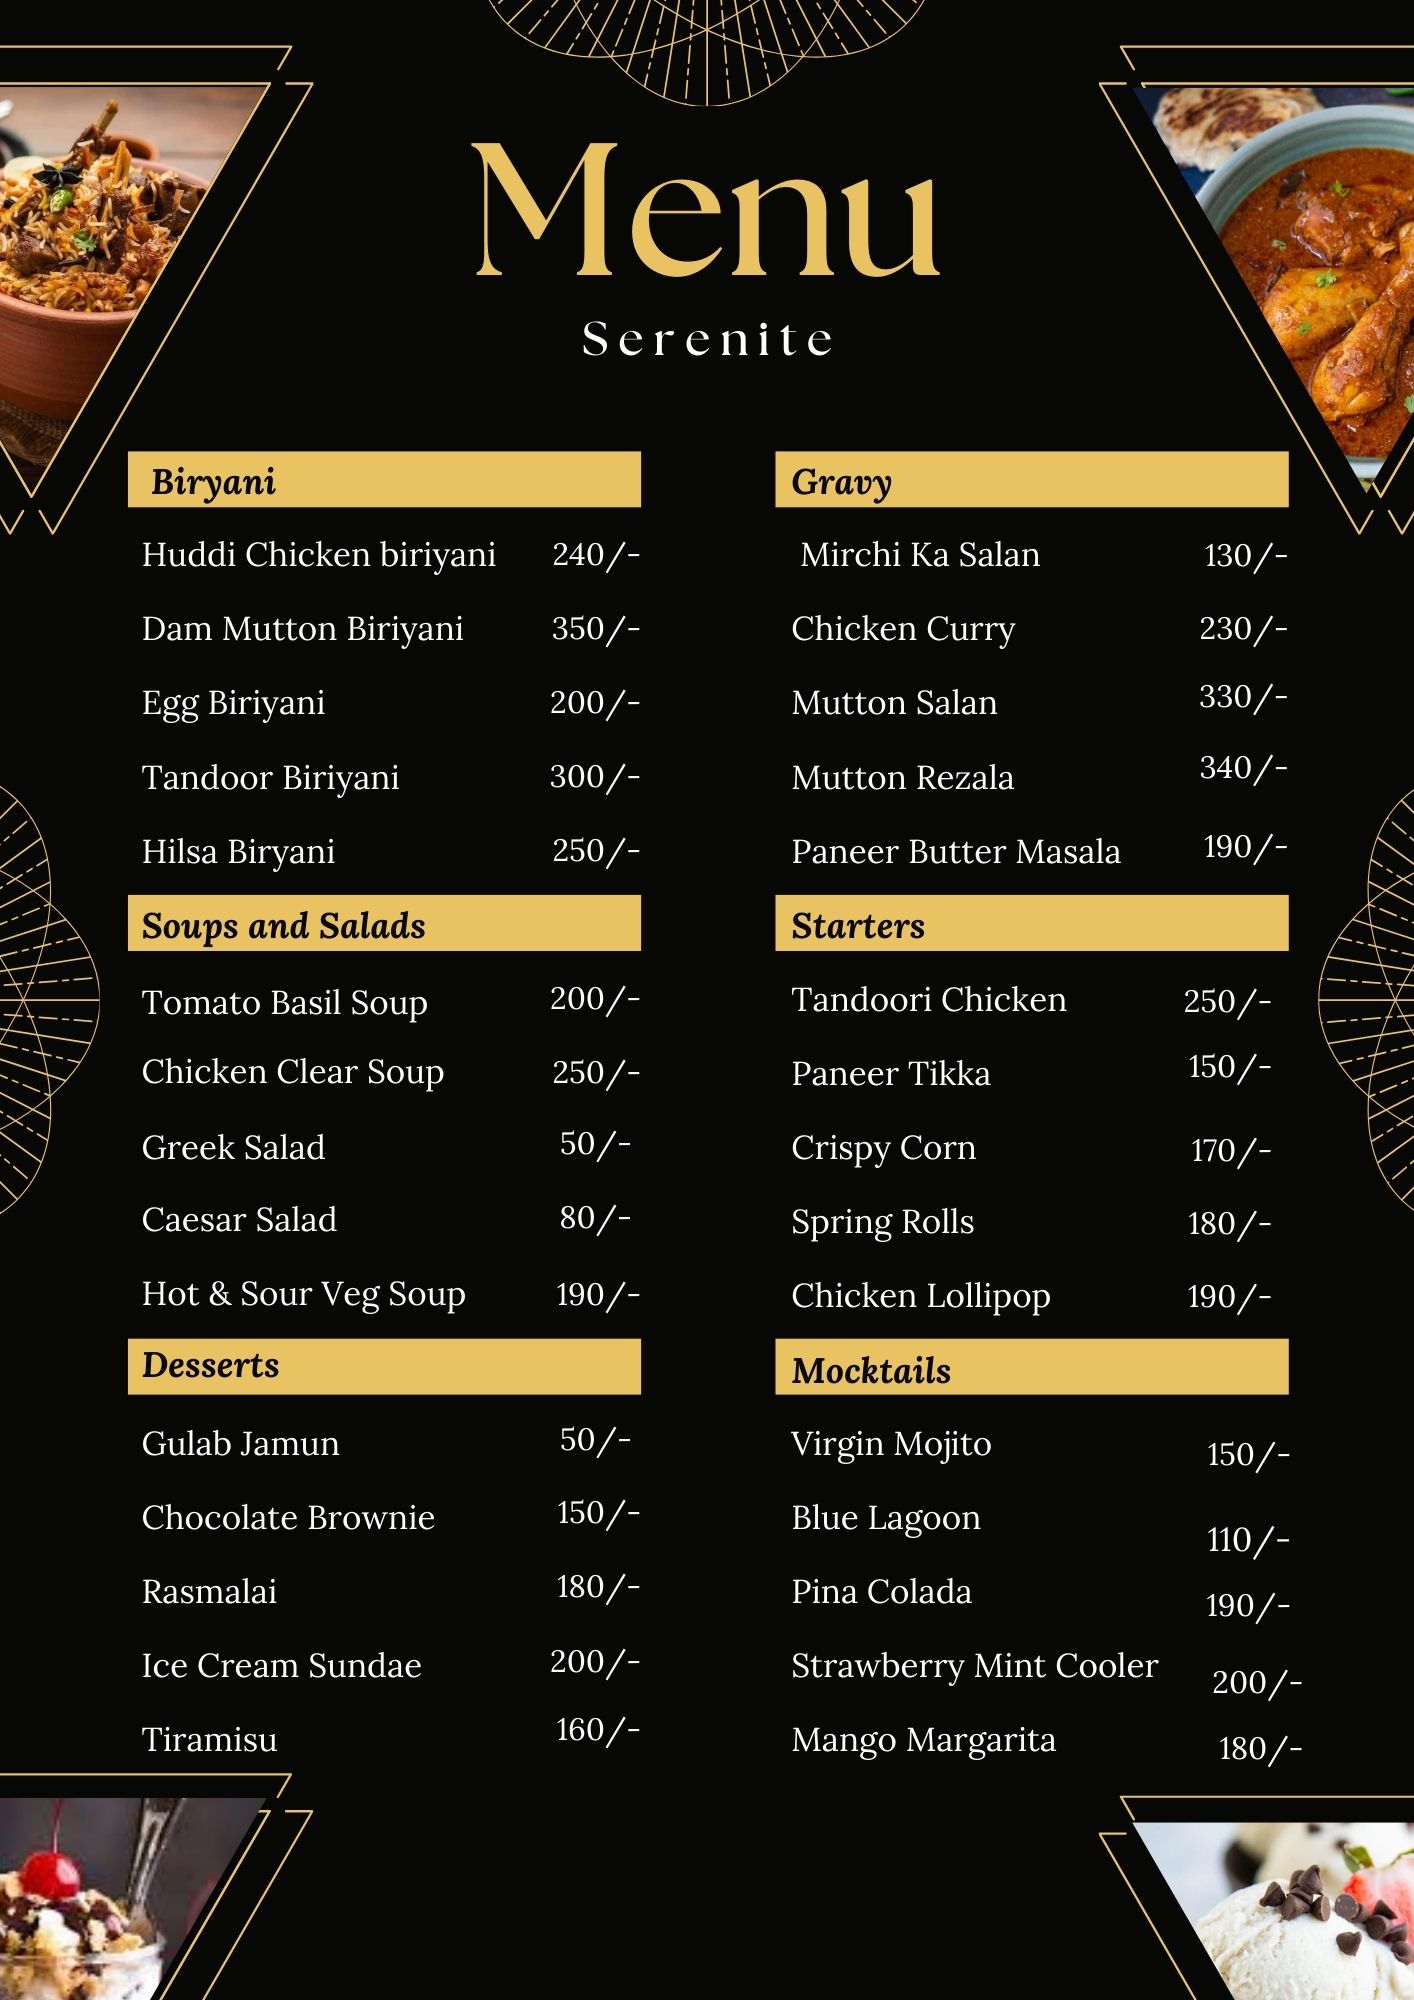 Menu
Serenite
Biryani
Huddi Chicken biriyani 240/-
Dam Mutton Biriyani 350/-
Egg Biriyani 200/-
Tandoor Biriyani 300/-
Hilsa Biryani 250/-
Soups and Salads
Tomato Basil Soup 200/-
Chicken Clear Soup 250/-
Greek Salad 50/-
Caesar Salad 80/-
Hot & Sour Veg Soup 190/-
Desserts
Gulab Jamun 50/-
Chocolate Brownie 150/-
Rasmalai 180/-
Ice Cream Sundae 200/-
Tiramisu 160/-
Gravy
Mirchi Ka Salan 130/-
Chicken Curry 230/-
Mutton Salan 330/-
Mutton Rezala 340/-
Paneer Butter Masala 190/-
Starters
Tandoori Chicken 250/-
Paneer Tikka 150/-
Crispy Corn 170/-
Spring Rolls 180/-
Chicken Lollipop 190/-
Mocktails
Virgin Mojito 150/-
Blue Lagoon 110/-
Pina Colada 190/-
Strawberry Mint Cooler 200/-
Mango Margarita 180/-